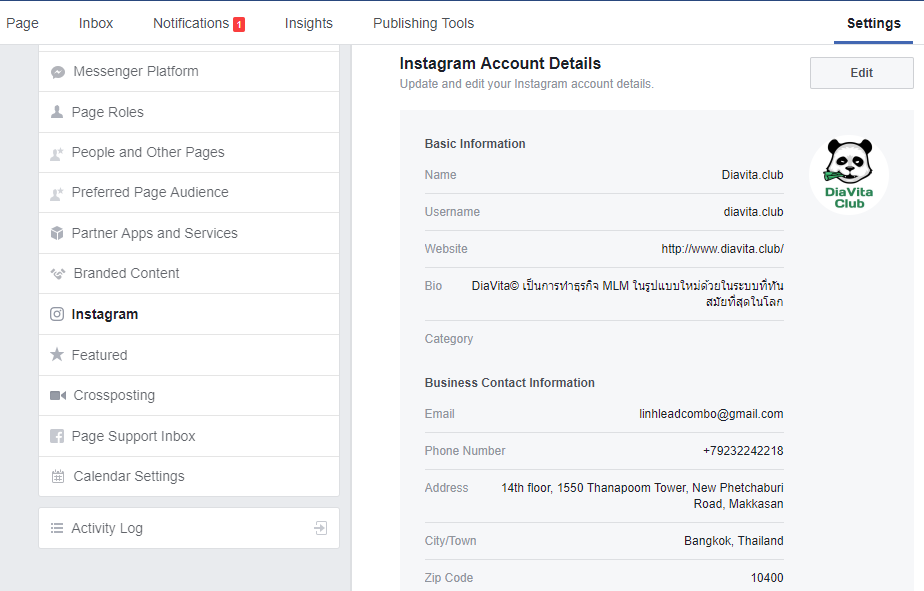 Page Inbox Notifications 1 Insights Publishing Tools Settings
Messenger Platform
Page Roles
People and Other Pages
Preferred Page Audience
Partner Apps and Services
Branded Content
Instagram
Featured
Crossposting
Page Support Inbox
Calendar Settings
Activity Log
Instagram Account Details
Edit
Update and edit your Instagram account details.
Basic Information
DiaVita
Club
Name Diavita.club
Username diavita.club
Website http://www.diavita.club/
Bio DiaVita© เป็นการทำธุรกิจ MLM ในรูปแบบใหม่ด้วยในระบบที่ทัน
สมัยที่สุดในโลก
Category
Business Contact Information
Email linhleadcombo@gmail.com
Phone Number +79232242218
Address 14th floor, 1550 Thanapoom Tower, New Phetchaburi
Road, Makkasan
City/Town Bangkok, Thailand
Zip Code 10400